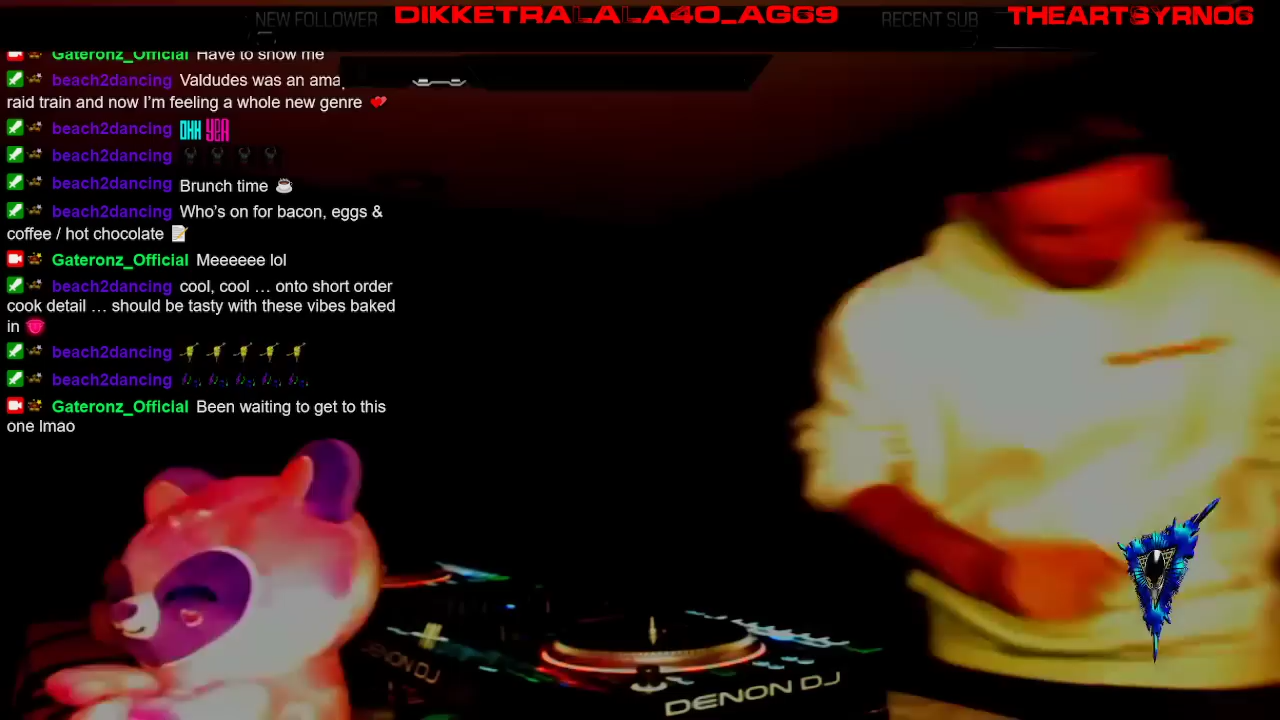 NEW FOLLOWER DIKKETRALALA40_AG69 RECENT SUB THEARTSYRNOG
Gateronz_Official Have to show me
beach2dancing Valdudes was an ama
raid train and now I'm feeling a whole new genre
beach2dancing OHH YEA
beach2dancing
beach2dancing Brunch time
beach2dancing Who's on for bacon, eggs &
coffee / hot chocolate
Gateronz_Official Meeeeee lol
beach2dancing cool, cool … onto short order
cook detail … should be tasty with these vibes baked
in
beach2dancing
beach2dancing
Gateronz_Official Been waiting to get to this
one lmao
DENON DJ
DENON DJ